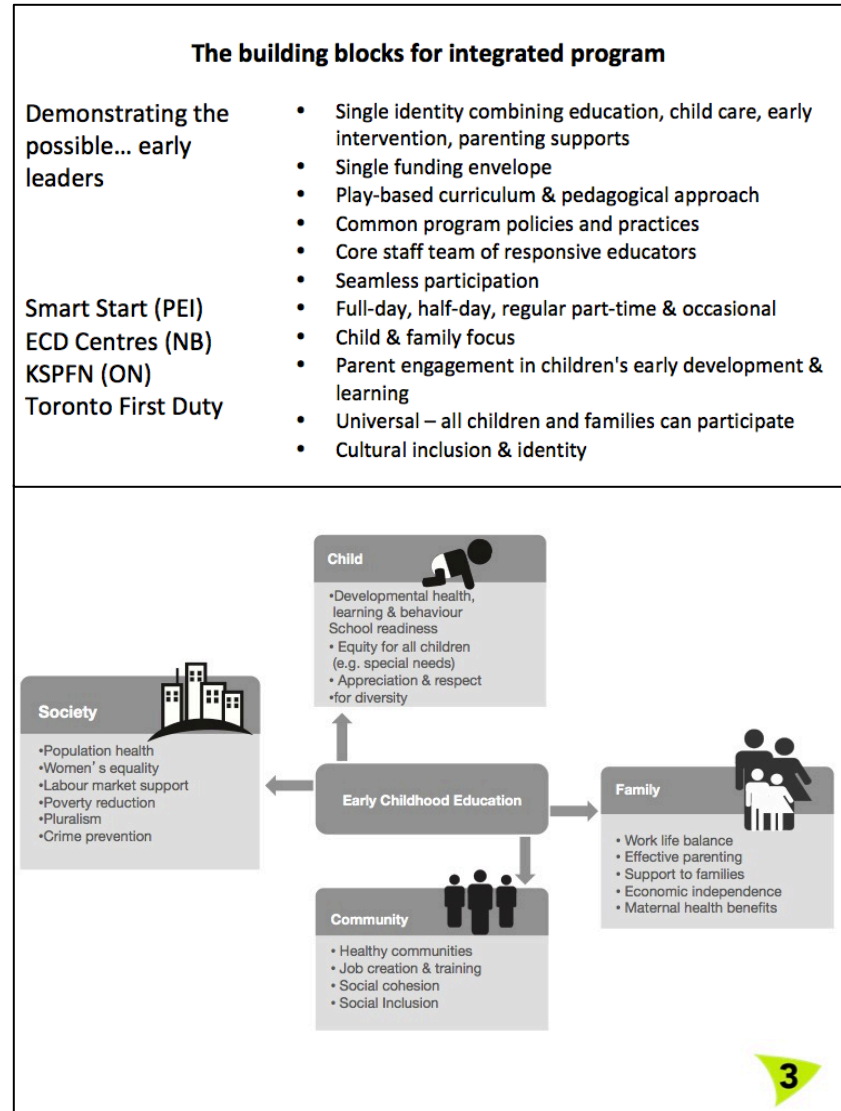 The building blocks for integrated program
Demonstrating the
possible... early
leaders
Smart Start (PEI)
ECD Centres (NB)
KSPFN (ON)
Toronto First Duty
• Single identity combining education, child care, early
intervention, parenting supports
• Single funding envelope
• Play-based curriculum & pedagogical approach
• Common program policies and practices
• Core staff team of responsive educators
• Seamless participation
• Full-day, half-day, regular part-time & occasional
• Child & family focus
• Parent engagement in children's early development &
learning
• Universal – all children and families can participate
• Cultural inclusion & identity
Child
•Developmental health,
learning & behaviour
School readiness
• Equity for all children
(e.g. special needs)
• Appreciation & respect
•for diversity
Society
•Population health
•Women's equality
•Labour market support
•Poverty reduction
•Pluralism
•Crime prevention
Early Childhood Education
Family
• Work life balance
• Effective parenting
• Support to families
• Economic independence
• Maternal health benefits
Community
• Healthy communities
• Job creation & training
• Social cohesion
• Social Inclusion
3